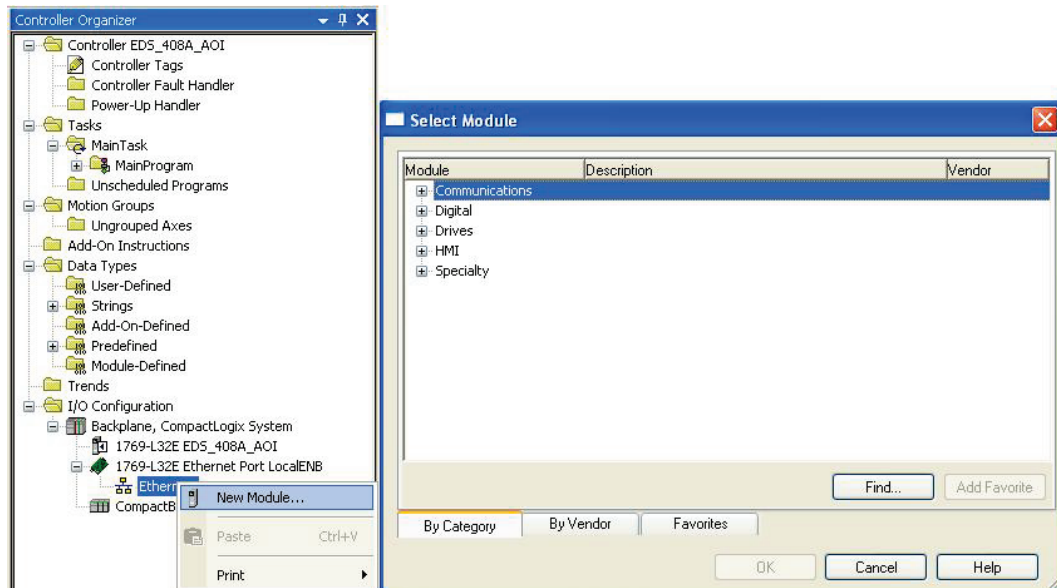 Controller Organizer
Controller EDS_408A_AOI
Controller Tags
Controller Fault Handler
Power-Up Handler
Tasks
MainTask
MainProgram
Unscheduled Programs
Motion Groups
Ungrouped Axes
Add-On Instructions
Data Types
User-Defined
Strings
Add-On-Defined
Predefined
Module-Defined
Trends
I/O Configuration
Backplane, CompactLogix System
1769-L32E EDS_408A_AOI
1769-L32E Ethernet Port LocalENB
Ethern
CompactB
New Module...
Paste Ctrl+V
Print
Select Module
Module Description Vendor
Communications
Digital
Drives
HMI
Specialty
Find... Add Favorite
By Category By Vendor Favorites
OK Cancel Help